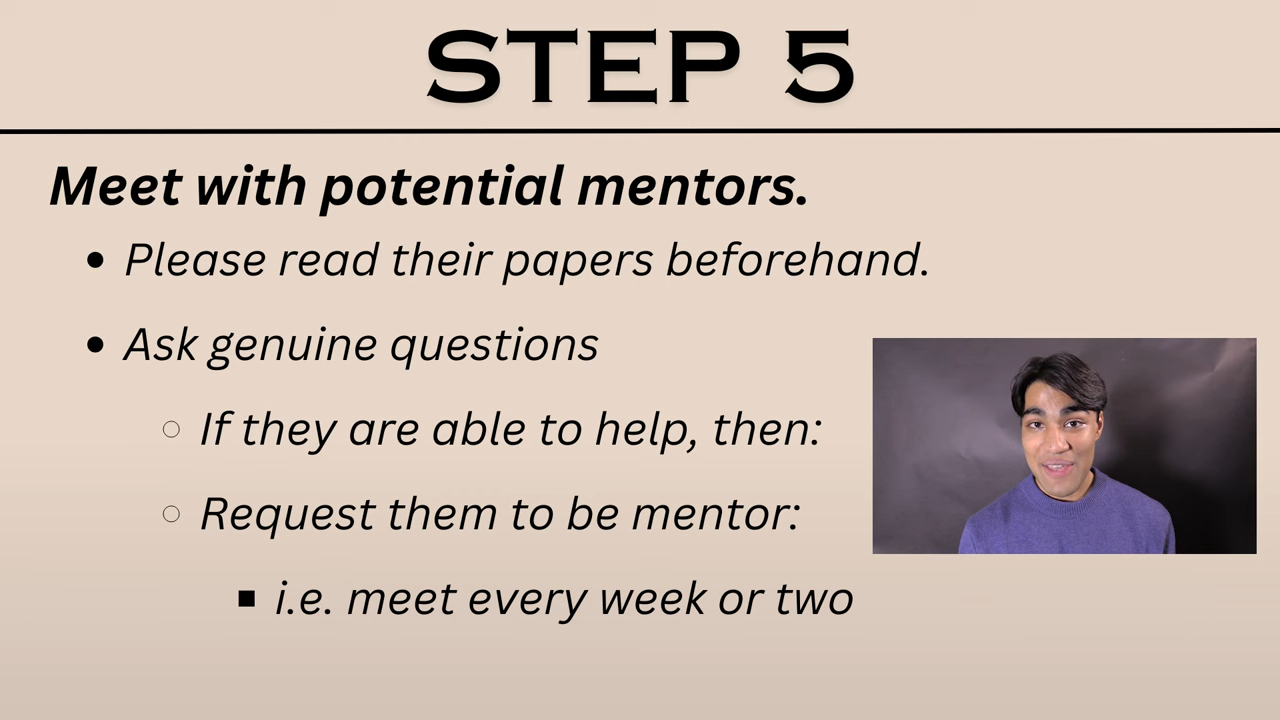 STEP 5
Meet with potential mentors.
Please read their papers beforehand.
Ask genuine questions
If they are able to help, then:
Request them to be mentor:
i.e. meet every week or two